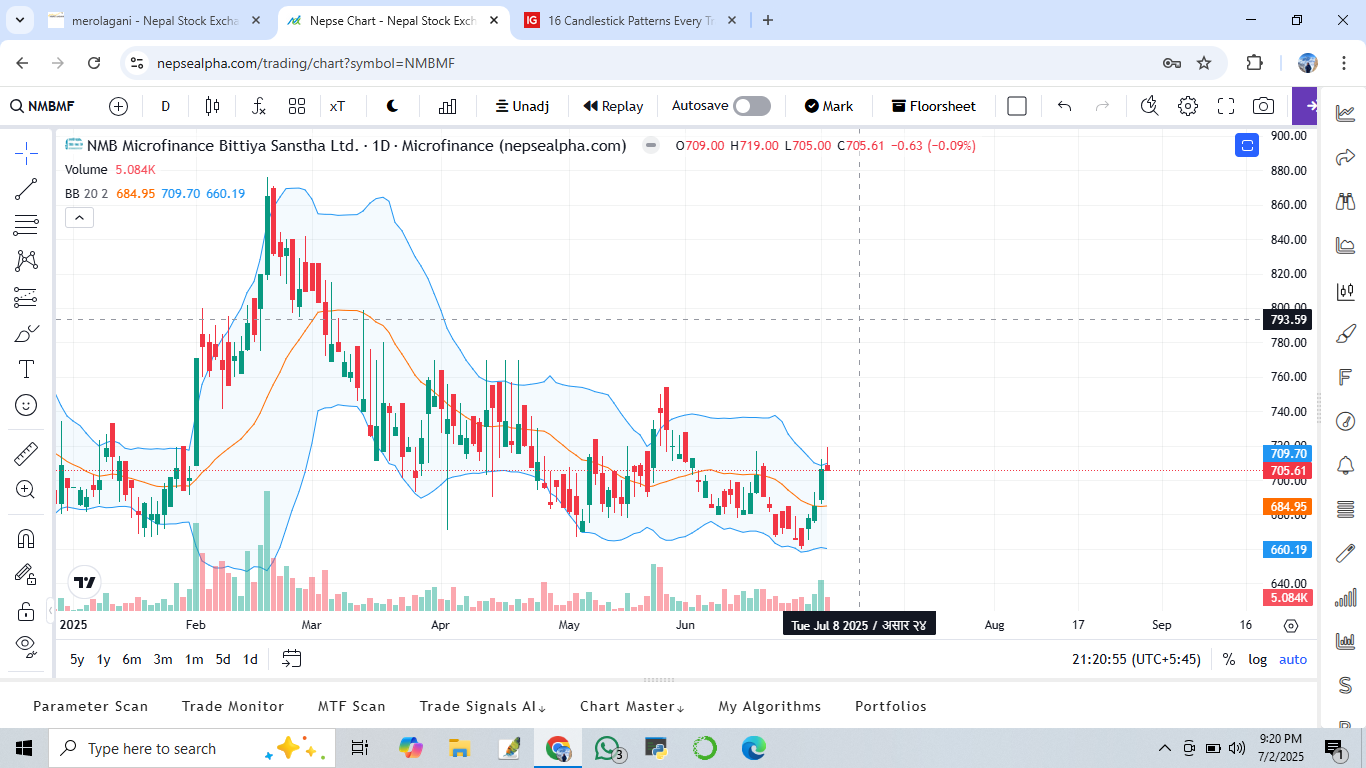 merolagani - Nepal Stock Excha
Nepse Chart - Nepal Stock Exch
IG 16 Candlestick Patterns Every Tr
nepsealpha.com/trading/chart?symbol=NMBMF
NMBMF D xT Unadj Replay Autosave Mark Floorsheet
NMB Microfinance Bittiya Sanstha Ltd. · 1D · Microfinance (nepsealpha.com) O709.00 H719.00 L705.00 C705.61 −0.63 (−0.09%)
Volume 5.084K
BB 20 2 684.95 709.70 660.19
900.00
880.00
860.00
840.00
820.00
800.00
793.59
780.00
760.00
740.00
720.00
709.70
705.61
700.00
684.95
680.00
660.19
640.00
5.084K
2025 Feb Mar Apr May Jun Tue Jul 8 2025 / असार २४ Aug 17 Sep 16
5y 1y 6m 3m 1m 5d 1d 21:20:55 (UTC+5:45) % log auto
Parameter Scan Trade Monitor MTF Scan Trade Signals AI↓ Chart Master↓ My Algorithms Portfolios
Type here to search
3
9:20 PM
7/2/2025
1